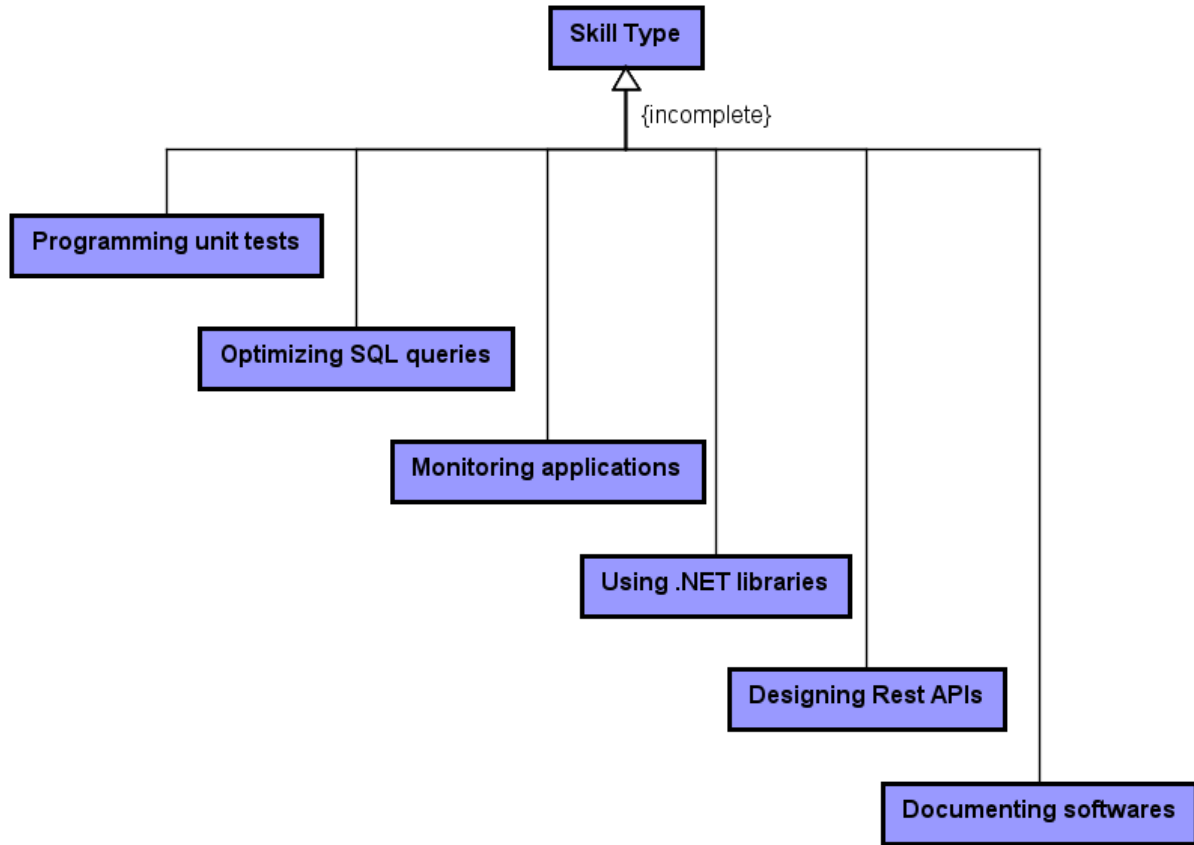 Skill Type
{incomplete}
Programming unit tests
Optimizing SQL queries
Monitoring applications
Using .NET libraries
Designing Rest APIs
Documenting softwares